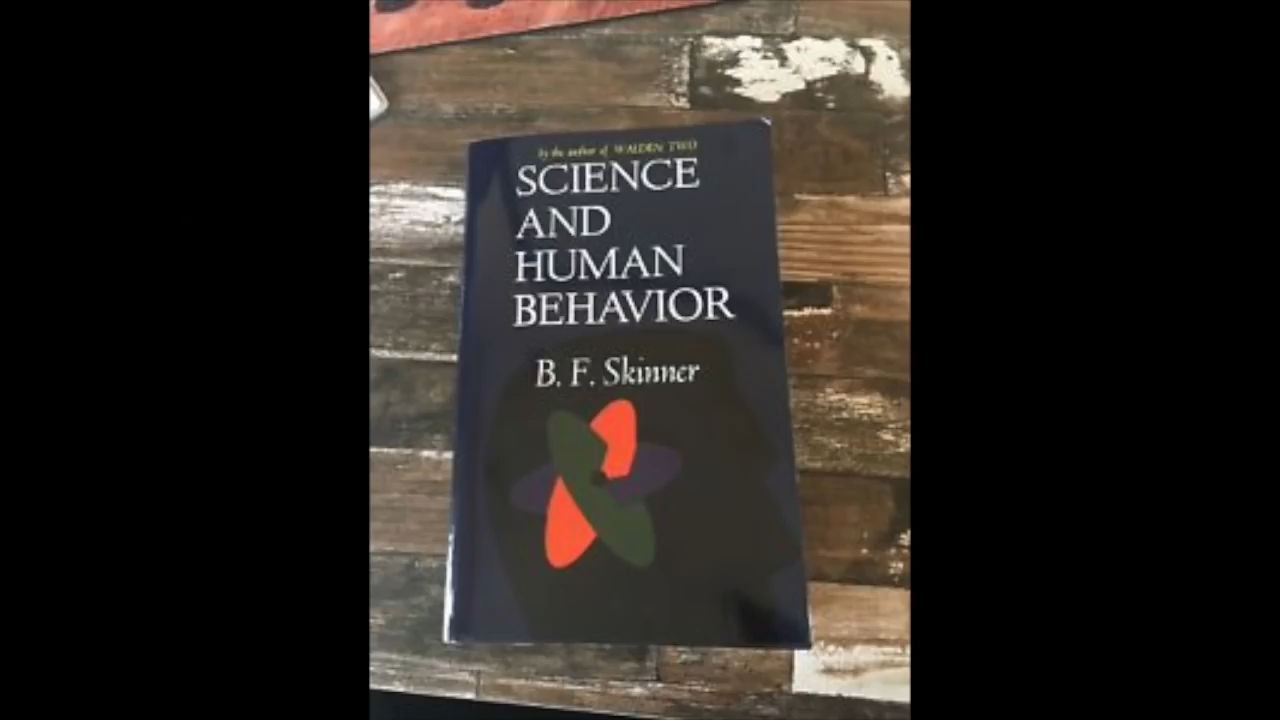 by the author of WALDEN TWO
SCIENCE
AND
HUMAN
BEHAVIOR
B. F. Skinner